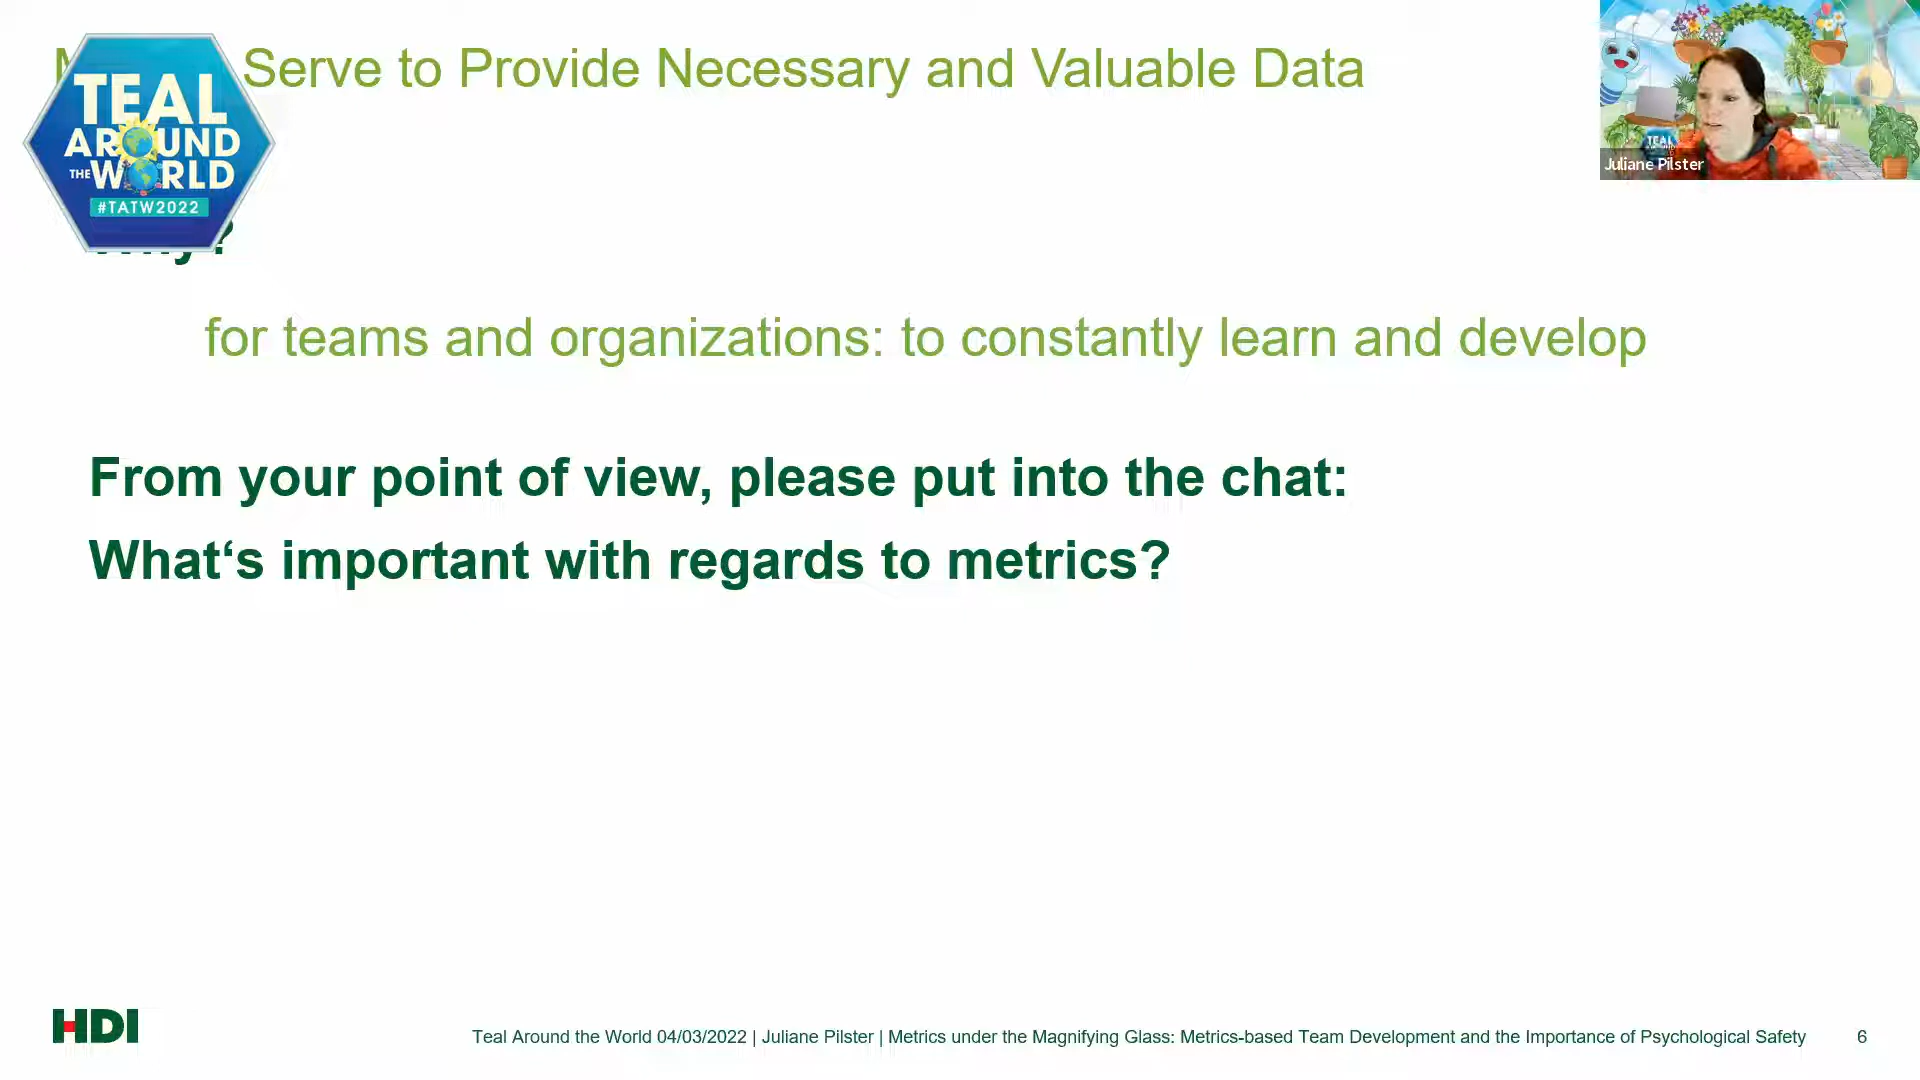 Serve to Provide Necessary and Valuable Data
TEAL
AROUND
THE WORLD
#TATW2022
Why?
for teams and organizations: to constantly learn and develop
From your point of view, please put into the chat:
What‘s important with regards to metrics?
TEAL
Juliane Pilster
HDI
Teal Around the World 04/03/2022 | Juliane Pilster | Metrics under the Magnifying Glass: Metrics-based Team Development and the Importance of Psychological Safety
6